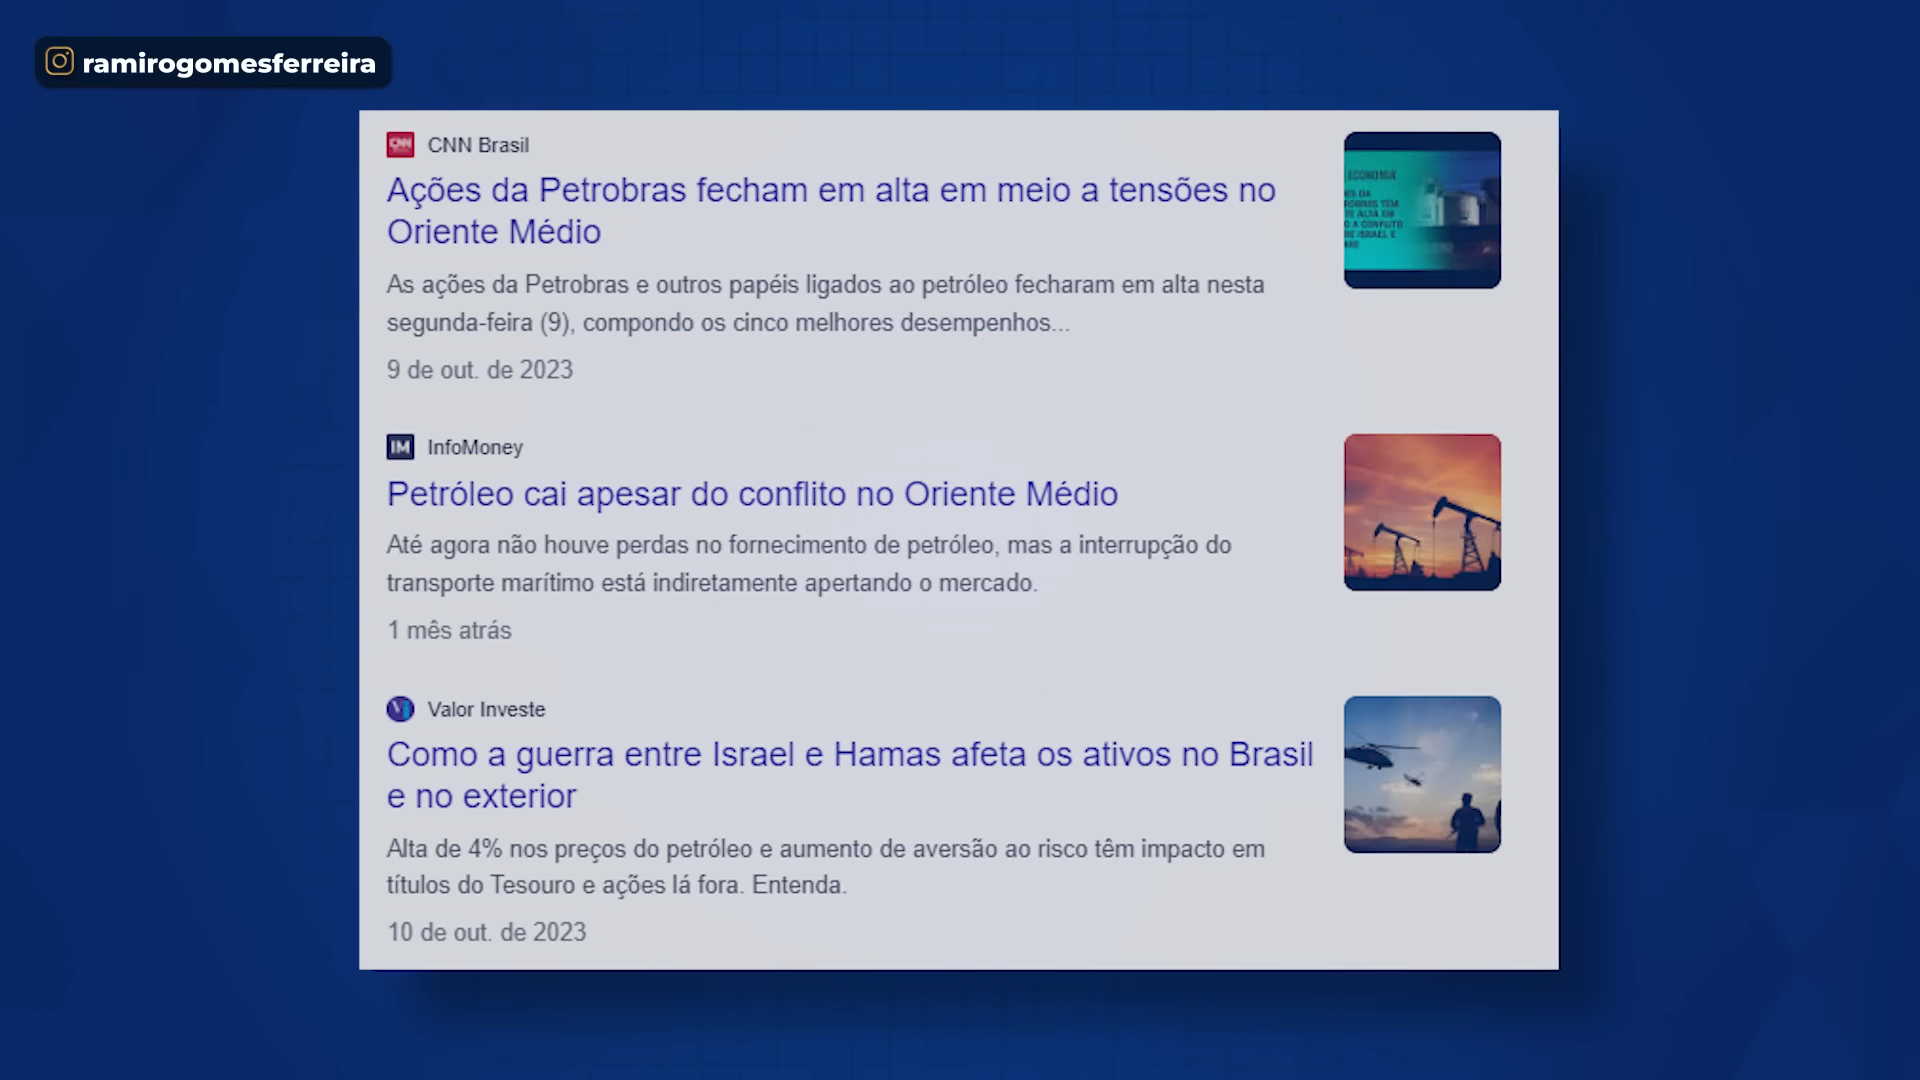 ramirogomesferreira
CNN Brasil
Ações da Petrobras fecham em alta em meio a tensões no
Oriente Médio
As ações da Petrobras e outros papéis ligados ao petróleo fecharam em alta nesta
segunda-feira (9), compondo os cinco melhores desempenhos...
9 de out. de 2023
ECONOMIA
IM InfoMoney
Petróleo cai apesar do conflito no Oriente Médio
Até agora não houve perdas no fornecimento de petróleo, mas a interrupção do
transporte marítimo está indiretamente apertando o mercado.
1 mês atrás
Valor Investe
Como a guerra entre Israel e Hamas afeta os ativos no Brasil
e no exterior
Alta de 4% nos preços do petróleo e aumento de aversão ao risco têm impacto em
títulos do Tesouro e ações lá fora. Entenda.
10 de out. de 2023